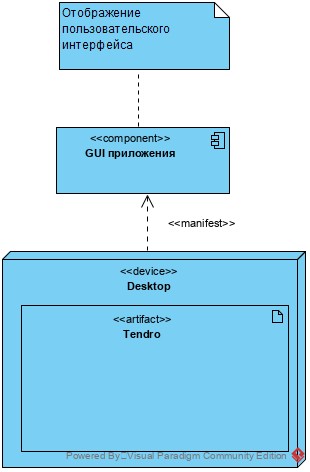 Отображение
пользовательского
интерфейса
<<component>>
GUI приложения
<<manifest>>
<<device>>
Desktop
<<artifact>>
Tendro
Powered By Visual Paradigm Community Edition